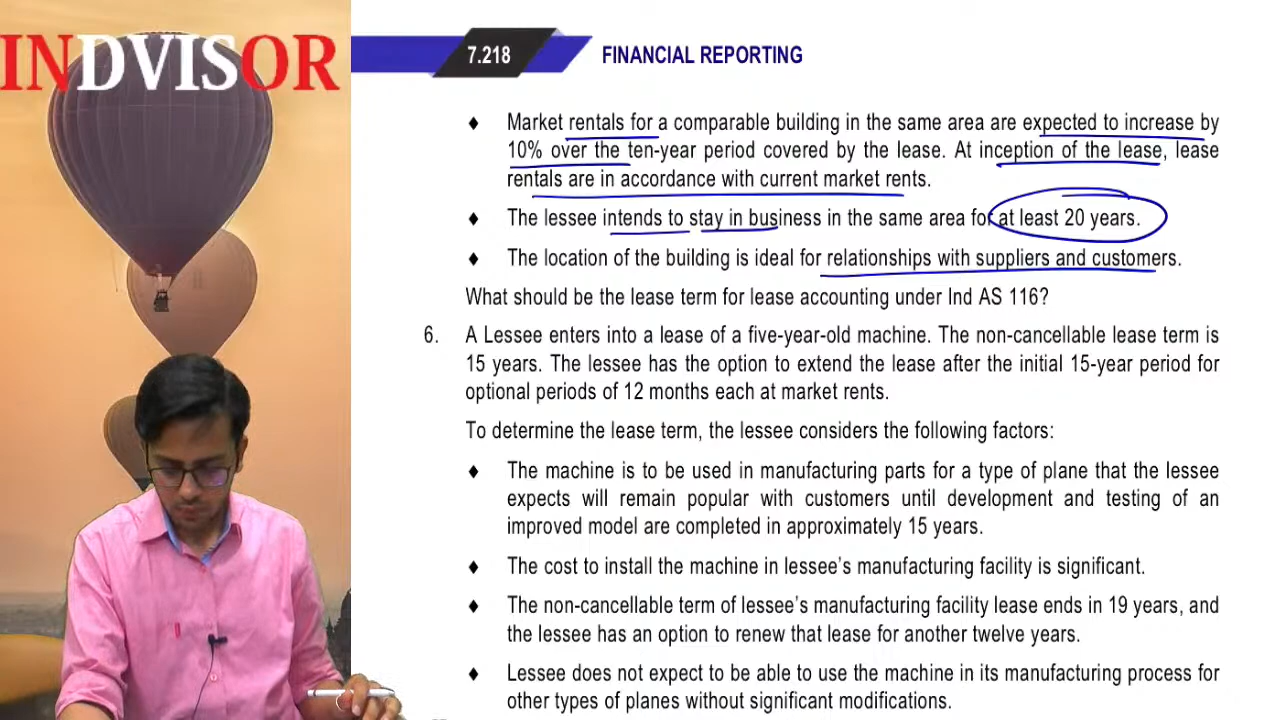 INDVISOR
7.218 FINANCIAL REPORTING
♦ Market rentals for a comparable building in the same area are expected to increase by
10% over the ten-year period covered by the lease. At inception of the lease, lease
rentals are in accordance with current market rents.
♦ The lessee intends to stay in business in the same area for at least 20 years.
♦ The location of the building is ideal for relationships with suppliers and customers.
What should be the lease term for lease accounting under Ind AS 116?
6. A Lessee enters into a lease of a five-year-old machine. The non-cancellable lease term is
15 years. The lessee has the option to extend the lease after the initial 15-year period for
optional periods of 12 months each at market rents.
To determine the lease term, the lessee considers the following factors:
♦ The machine is to be used in manufacturing parts for a type of plane that the lessee
expects will remain popular with customers until development and testing of an
improved model are completed in approximately 15 years.
♦ The cost to install the machine in lessee's manufacturing facility is significant.
♦ The non-cancellable term of lessee's manufacturing facility lease ends in 19 years, and
the lessee has an option to renew that lease for another twelve years.
♦ Lessee does not expect to be able to use the machine in its manufacturing process for
other types of planes without significant modifications.